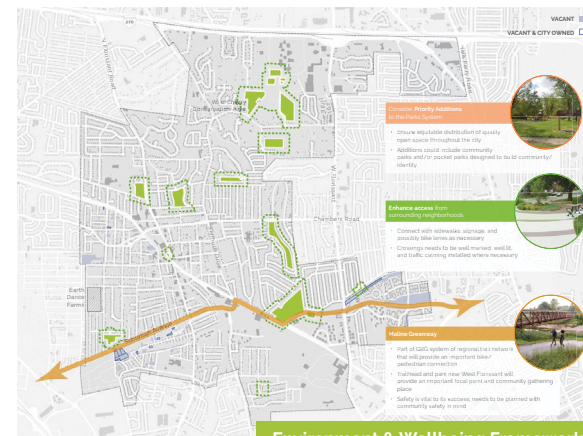 VACANT
VACANT & CITY OWNED
270
Chambers Road
Earth
Dance
Farms
Consider Priority Additions
to the Parks System
• Ensure equitable distribution of quality
open space throughout the city
• Additions could include community
parks and/or pocket parks designed to build community/
identity
Enhance access from
surrounding neighborhoods
• Connect with sidewalks, signage, and
possibly bike lanes as necessary
• Crossings needs to be well marked, well lit,
and traffic calming installed where necessary
Maline Greenway
• Part of GRG system of regional trail network
that will provide an important bike/
pedestrian connection
• Trailhead and park near West Florissant will
provide an important focal point and community gathering
place
• Safety is vital to its success; needs to be planned with
community safety in mind